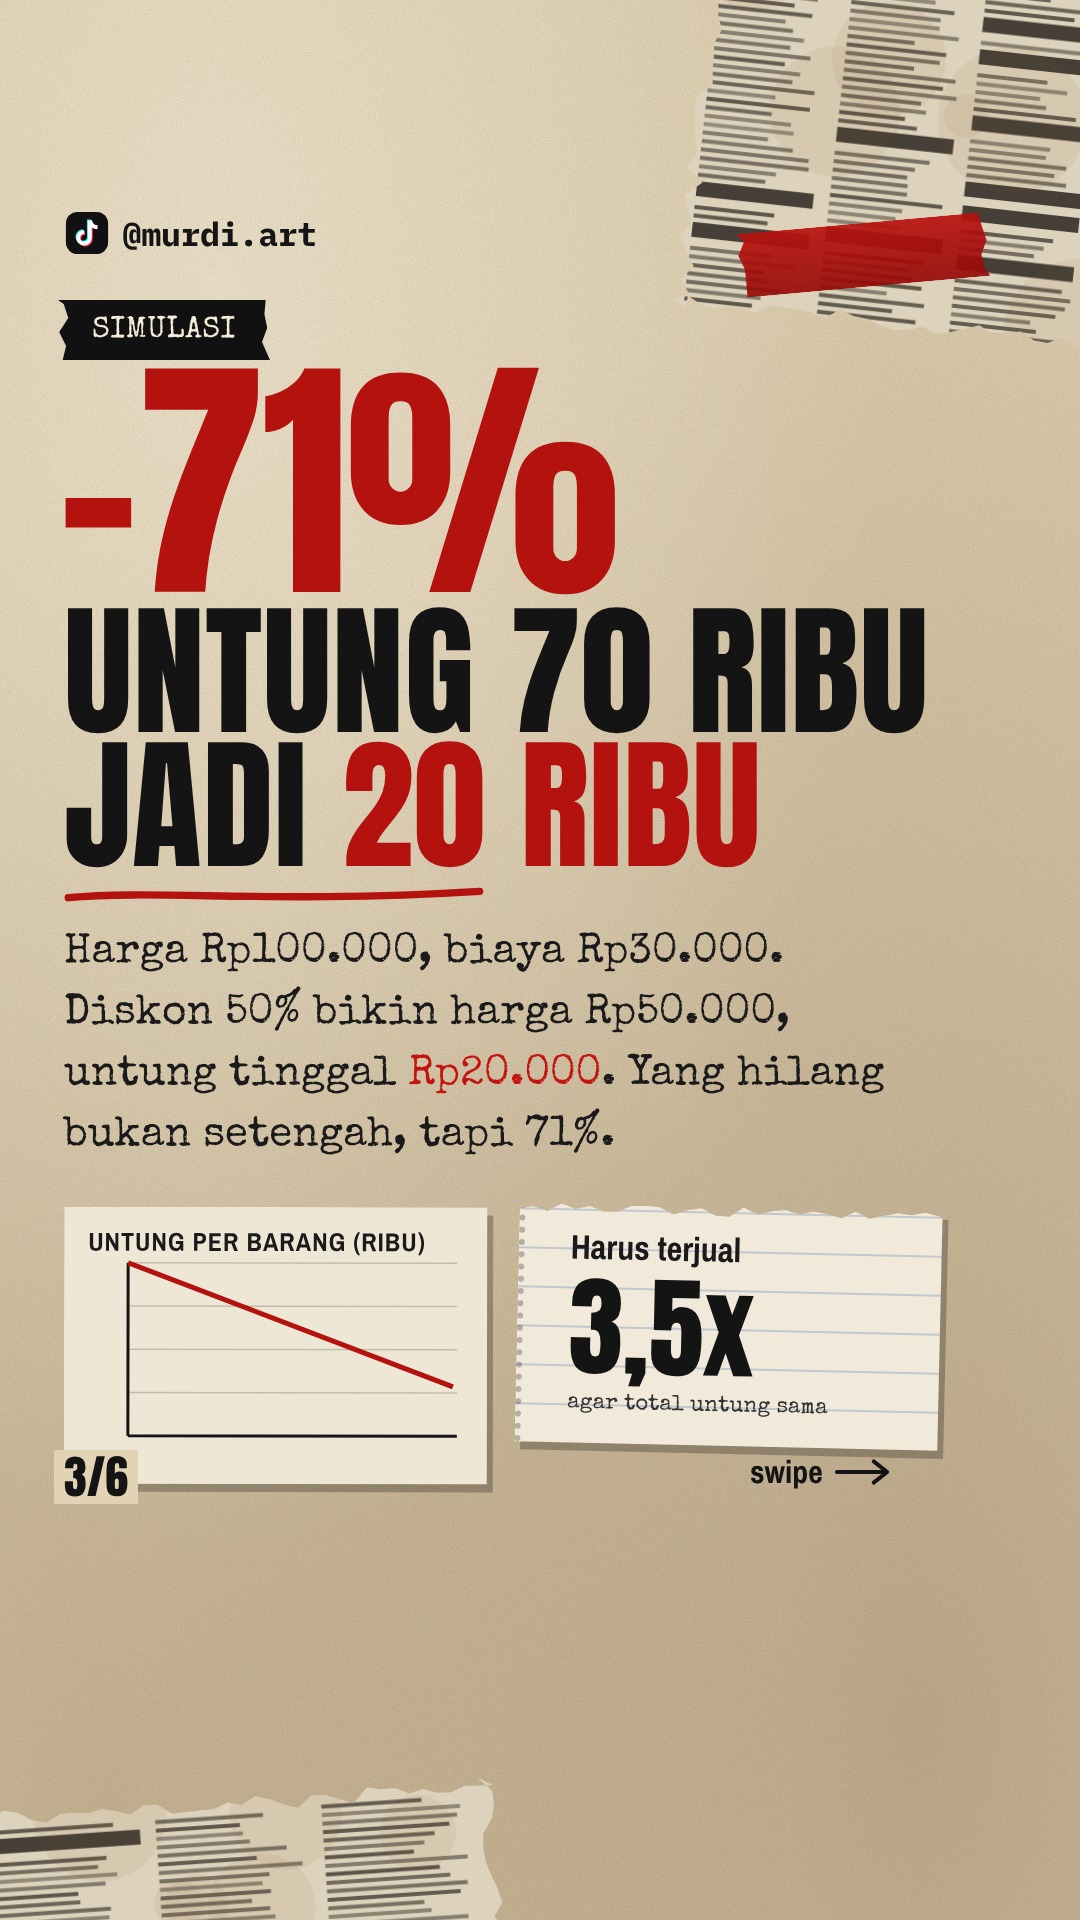 @murdi.art
SIMULASI
-71%
UNTUNG 70 RIBU
JADI 20 RIBU
Harga Rp100.000, biaya Rp30.000.
Diskon 50% bikin harga Rp50.000,
untung tinggal Rp20.000. Yang hilang
bukan setengah, tapi 71%.
UNTUNG PER BARANG (RIBU)
Harus terjual
3,5x
agar total untung sama
3/6
swipe →